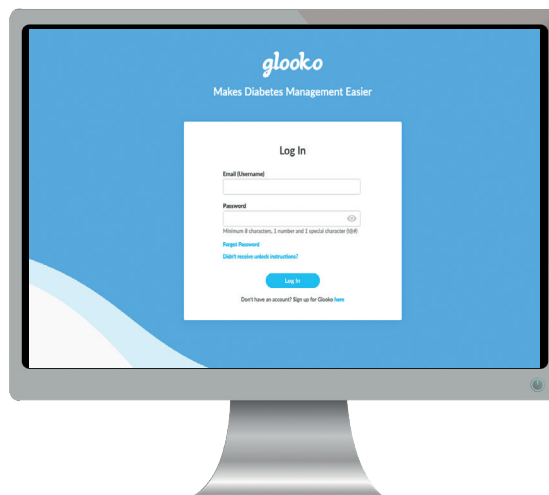 glooko
Makes Diabetes Management Easier
Log In
Email (Username)
Password
Minimum 8 characters, 1 number and 1 special character (!@#)
Forgot Password
Didn't receive unlock instructions?
Log In
Don't have an account? Sign up for Glooko here